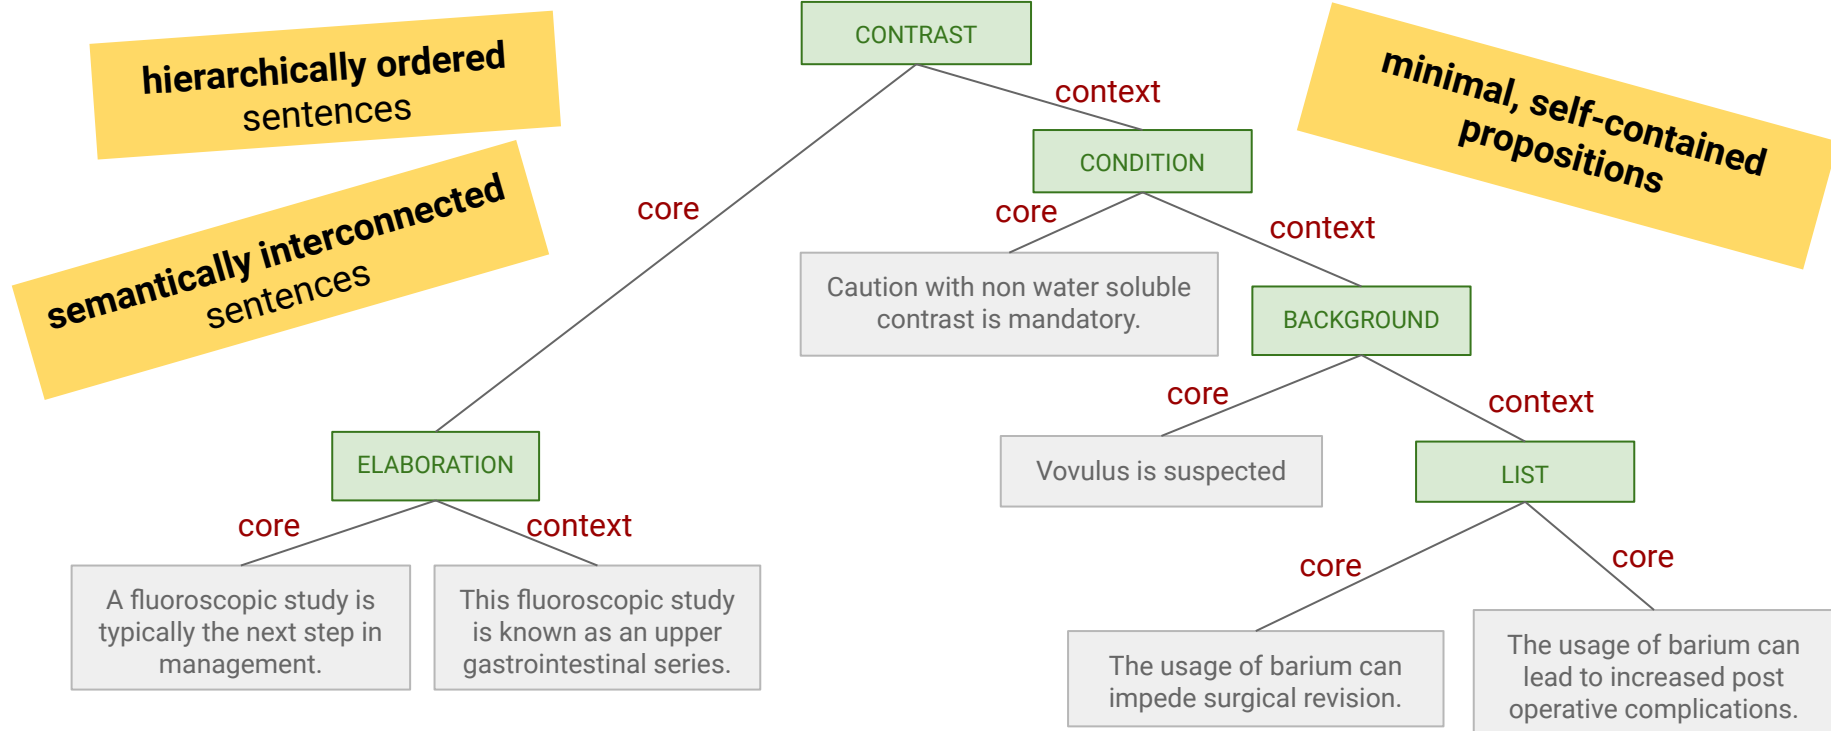 hierarchically ordered
sentences
semantically interconnected
sentences
minimal, self-contained
propositions
CONTRAST
context
core
CONDITION
core
context
Caution with non water soluble
contrast is mandatory.
BACKGROUND
core
context
Vovulus is suspected
LIST
core
core
The usage of barium can
impede surgical revision.
The usage of barium can
lead to increased post
operative complications.
ELABORATION
core
context
A fluoroscopic study is
typically the next step in
management.
This fluoroscopic study
is known as an upper
gastrointestinal series.